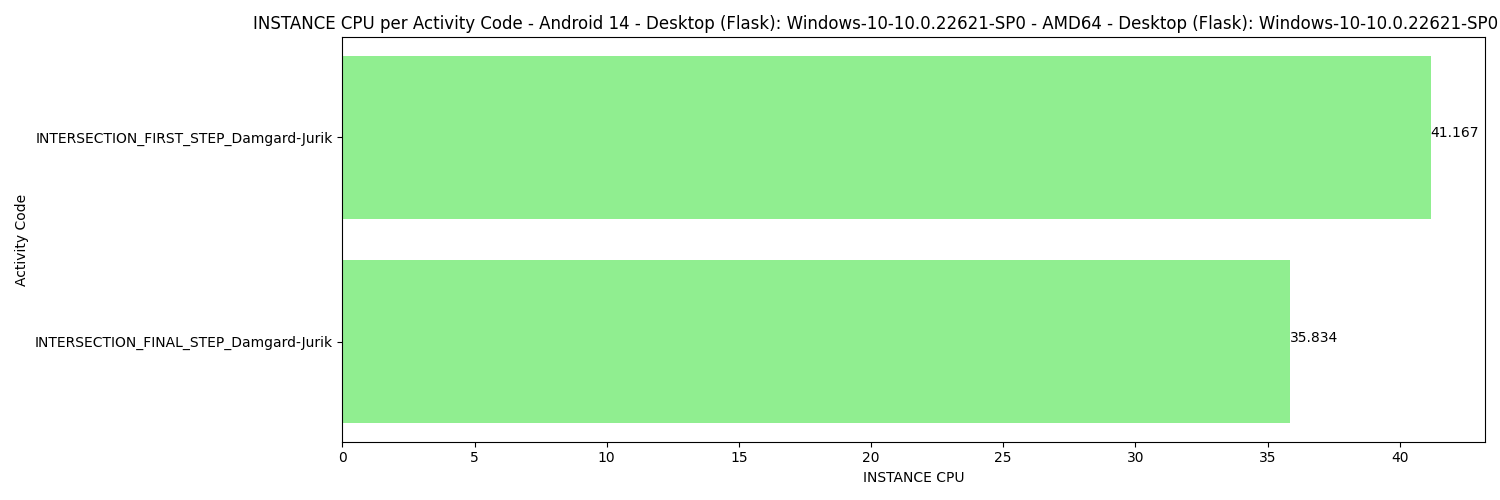 INSTANCE CPU per Activity Code - Android 14 - Desktop (Flask): Windows-10-10.0.22621-SP0 - AMD64 - Desktop (Flask): Windows-10-10.0.22621-SP0
INTERSECTION_FIRST_STEP_Damgard-Jurik
41.167
Activity Code
INTERSECTION_FINAL_STEP_Damgard-Jurik
35.834
0 5 10 15 20 25 30 35 40
INSTANCE CPU